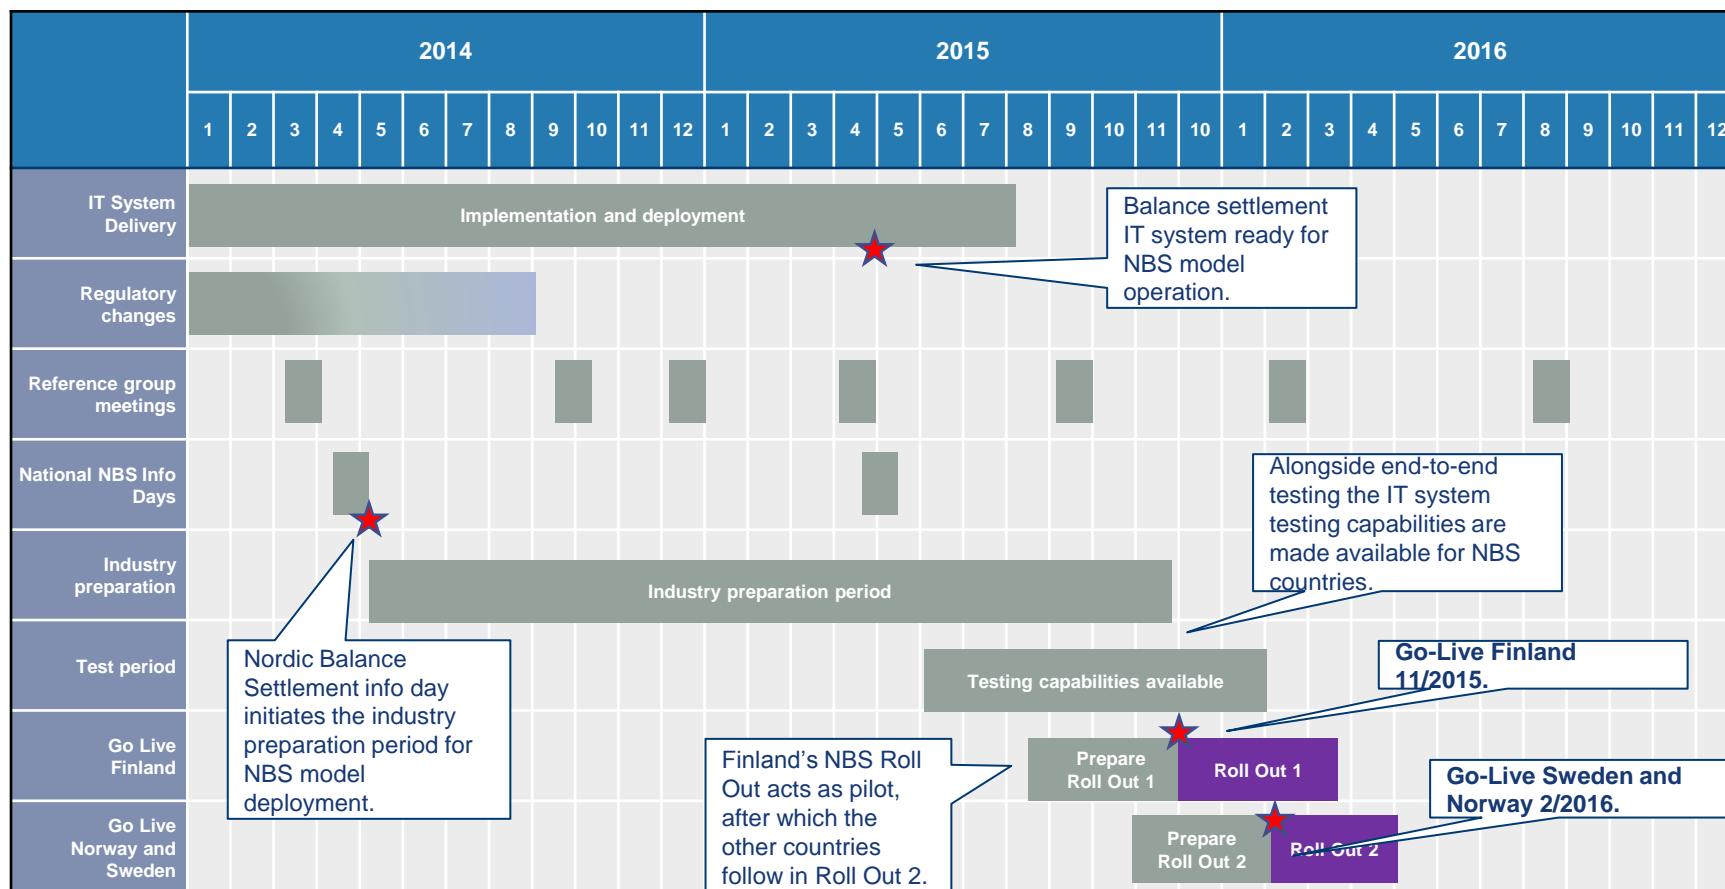 2014 2015 2016
1 2 3 4 5 6 7 8 9 10 11 12 1 2 3 4 5 6 7 8 9 10 11 10 1 2 3 4 5 6 7 8 9 10 11 12
IT System
Delivery
Implementation and deployment
Balance settlement
IT system ready for
NBS model
operation.
Regulatory
changes
Reference group
meetings
National NBS Info
Days
Alongside end-to-end
testing the IT system
testing capabilities are
made available for NBS
countries.
Industry
preparation
Industry preparation period
Nordic Balance
Settlement info day
initiates the industry
preparation period for
NBS model
deployment.
Test period
Testing capabilities available
Go-Live Finland
11/2015.
Go Live
Finland
Finland's NBS Roll
Out acts as pilot,
after which the
other countries
follow in Roll Out 2.
Prepare
Roll Out 1
Roll Out 1
Go-Live Sweden and
Norway 2/2016.
Go Live
Norway and
Sweden
Prepare
Roll Out 2
Roll Out 2